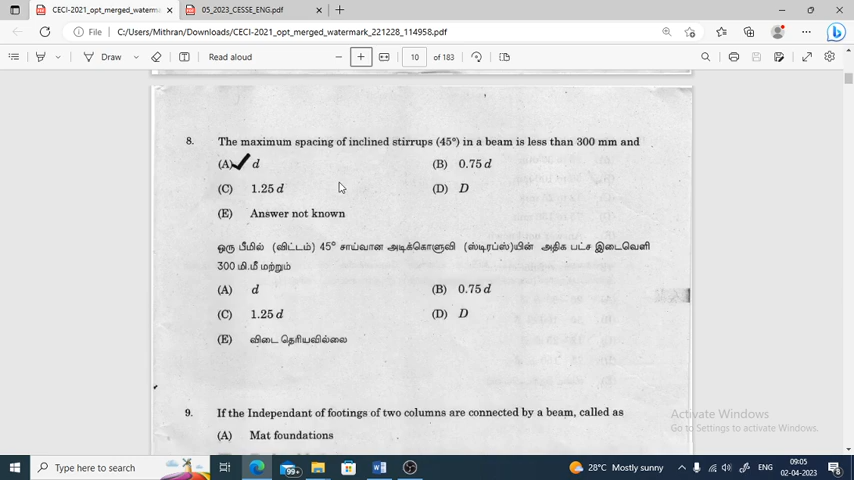 CECI-2021_opt_merged_waterma
05_2023_CESSE_ENG.pdf
File
C:/Users/Mithran/Downloads/CECI-2021_opt_merged_watermark_221228_114958.pdf
Draw
Read aloud
10
of 183
8. The maximum spacing of inclined stirrups (45°) in a beam is less than 300 mm and
(A) d (B) 0.75 d
(C) 1.25 d (D) D
(E) Answer not known
ஒரு பீமில் (விட்டம்) 45° சாய்வான அடிக்கொளுவி (ஸ்டிரப்ஸ்)யின் அதிக பட்ச இடைவெளி
300 மி.மீ மற்றும்
(A) d (B) 0.75 d
(C) 1.25 d (D) D
(E) விடை தெரியவில்லை
9. If the Independant of footings of two columns are connected by a beam, called as
(A) Mat foundations
Activate Windows
Go to Settings to activate Windows.
Type here to search
99+
28°C Mostly sunny
ENG
09:05
02-04-2023
8